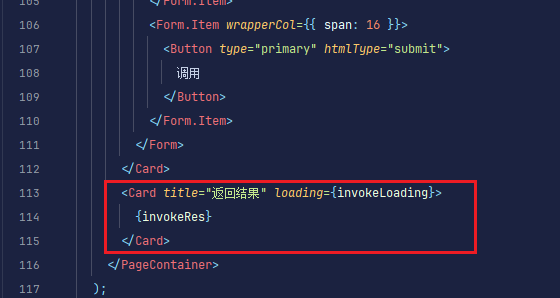 105 </Form.Item>
106 <Form.Item wrapperCol={{ span: 16 }}>
107 <Button type="primary" htmlType="submit">
108 调用
109 </Button>
110 </Form.Item>
111 </Form>
112 </Card>
113 <Card title="返回结果" loading={invokeLoading}>
114 {invokeRes}
115 </Card>
116 </PageContainer>
117 );